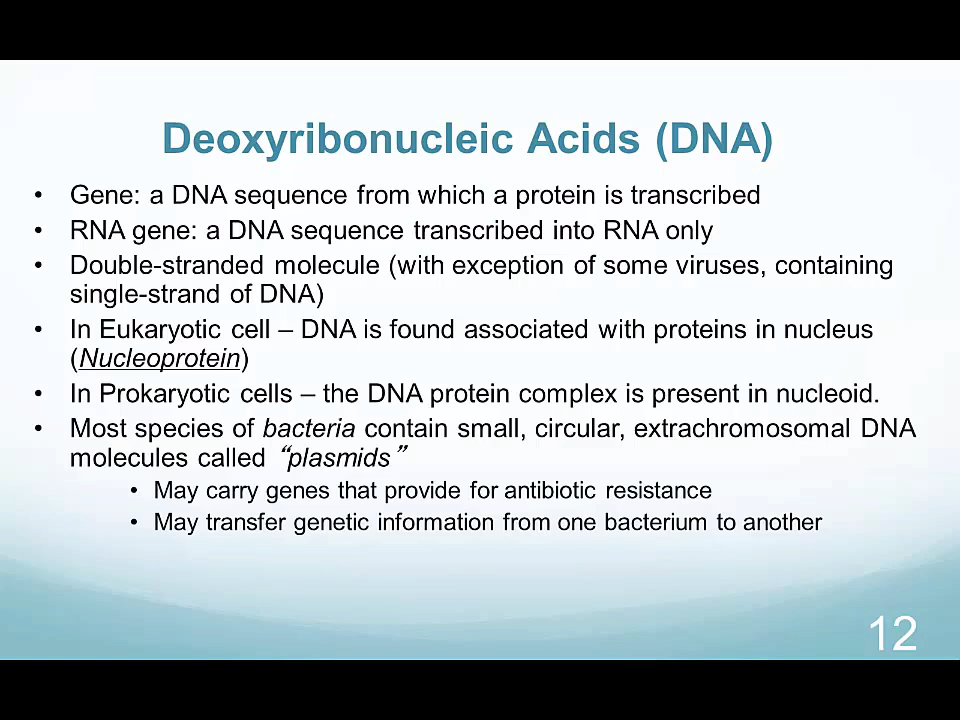 Deoxyribonucleic Acids (DNA)
• Gene: a DNA sequence from which a protein is transcribed
• RNA gene: a DNA sequence transcribed into RNA only
• Double-stranded molecule (with exception of some viruses, containing
single-strand of DNA)
• In Eukaryotic cell – DNA is found associated with proteins in nucleus
(Nucleoprotein)
• In Prokaryotic cells – the DNA protein complex is present in nucleoid.
• Most species of bacteria contain small, circular, extrachromosomal DNA
molecules called “plasmids”
• May carry genes that provide for antibiotic resistance
• May transfer genetic information from one bacterium to another
12